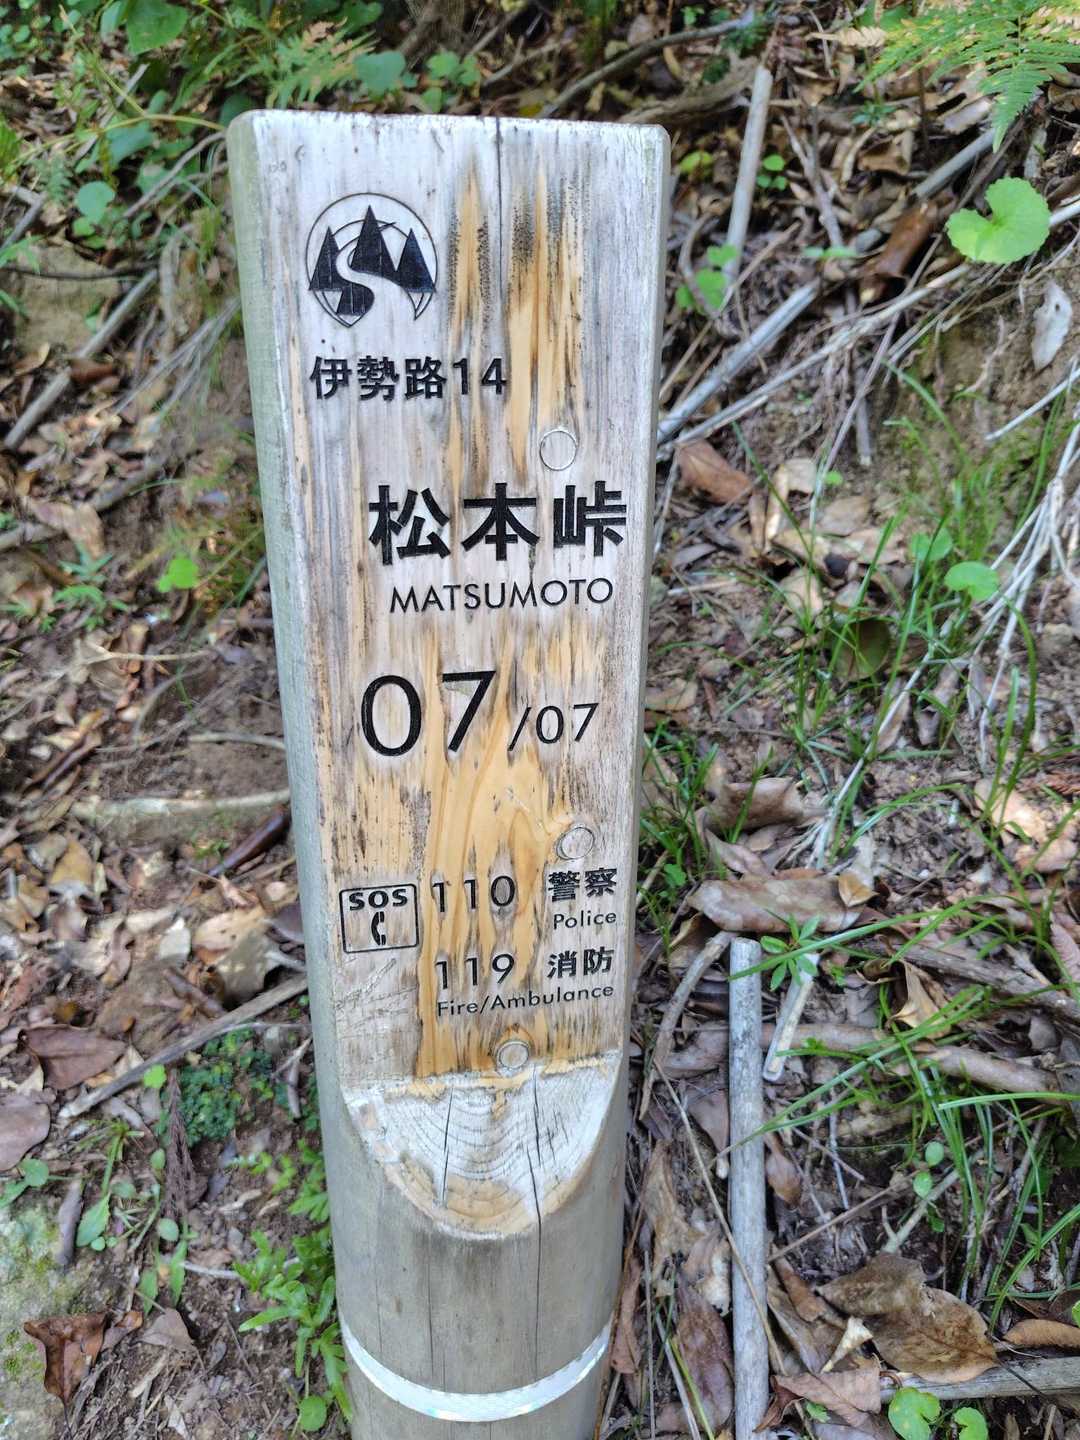 伊勢路14
松本峠
MATSUMOTO
07/07
SOS 110 警察
Police
119 消防
Fire/Ambulance